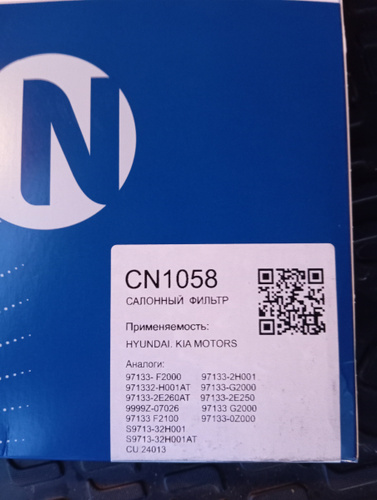 N
CN1058
САЛОННЫЙ ФИЛЬТР
Применяемость:
HYUNDAI. KIA MOTORS
Аналоги:
97133- F2000 97133-2H001
971332-H001AT 97133-G2000
97133-2E260AT 97133-2E250
9999Z-07026 97133 G2000
97133 F2100 97133-0Z000
S9713-32H001
S9713-32H001AT
CU 24013